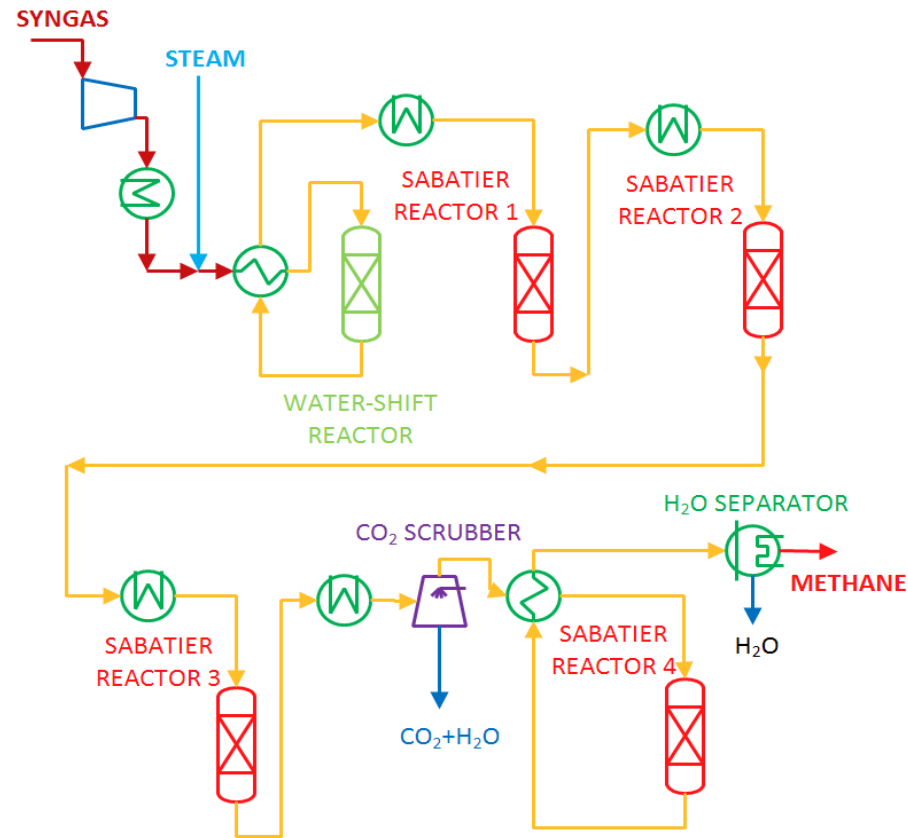 SYNGAS
STEAM
SABATIER
REACTOR 1
SABATIER
REACTOR 2
WATER-SHIFT
REACTOR
H₂O SEPARATOR
CO₂ SCRUBBER
METHANE
H₂O
SABATIER
REACTOR 3
SABATIER
REACTOR 4
CO₂+H₂O